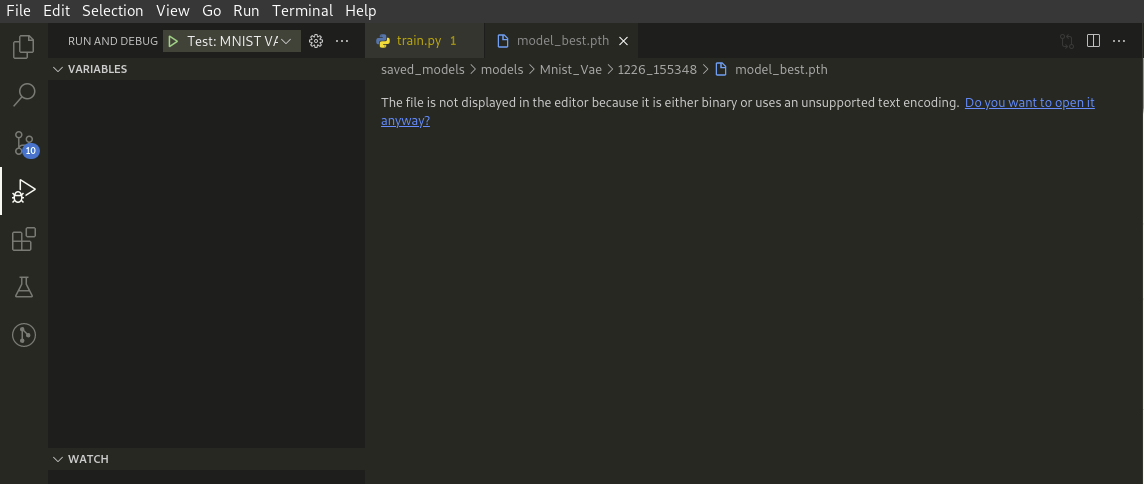 File Edit Selection View Go Run Terminal Help
RUN AND DEBUG Test: MNIST VA
train.py 1
model_best.pth
VARIABLES
saved_models models Mnist_Vae 1226_155348 model_best.pth
The file is not displayed in the editor because it is either binary or uses an unsupported text encoding. Do you want to open it
anyway?
10
WATCH